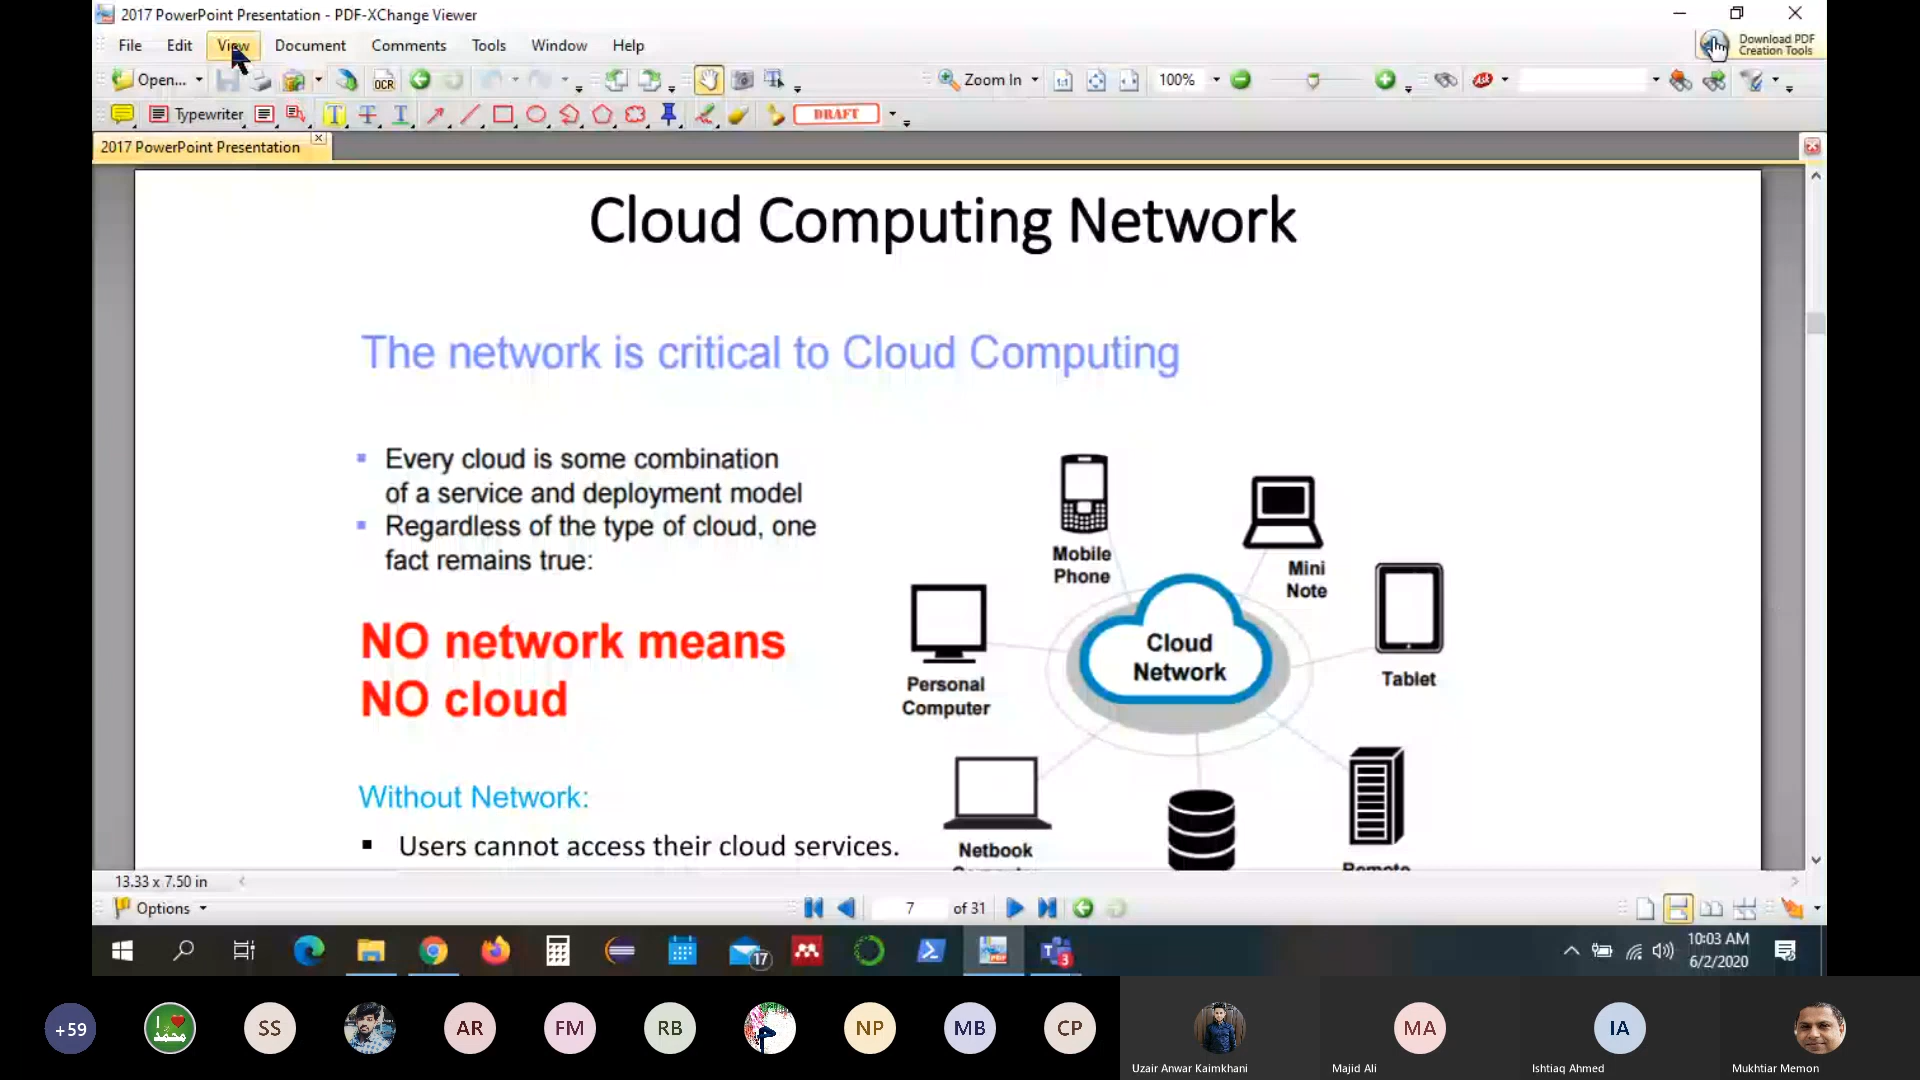 2017 PowerPoint Presentation - PDF-XChange Viewer
File Edit View Document Comments Tools Window Help
Download PDF
Creation Tools
Open... OCR Zoom In 100%
Typewriter T T T DRAFT
2017 PowerPoint Presentation
Cloud Computing Network
The network is critical to Cloud Computing
Every cloud is some combination
of a service and deployment model
Regardless of the type of cloud, one
fact remains true:
NO network means
NO cloud
Without Network:
Users cannot access their cloud services.
Mobile
Phone
Mini
Note
Cloud
Network
Tablet
Personal
Computer
Netbook
Remote
13.33 x 7.50 in
Options 7 of 31
17
3
10:03 AM
6/2/2020
+59 SS AR FM RB NP MB CP MA IA
Uzair Anwar Kaimkhani Majid Ali Ishtiaq Ahmed Mukhtiar Memon